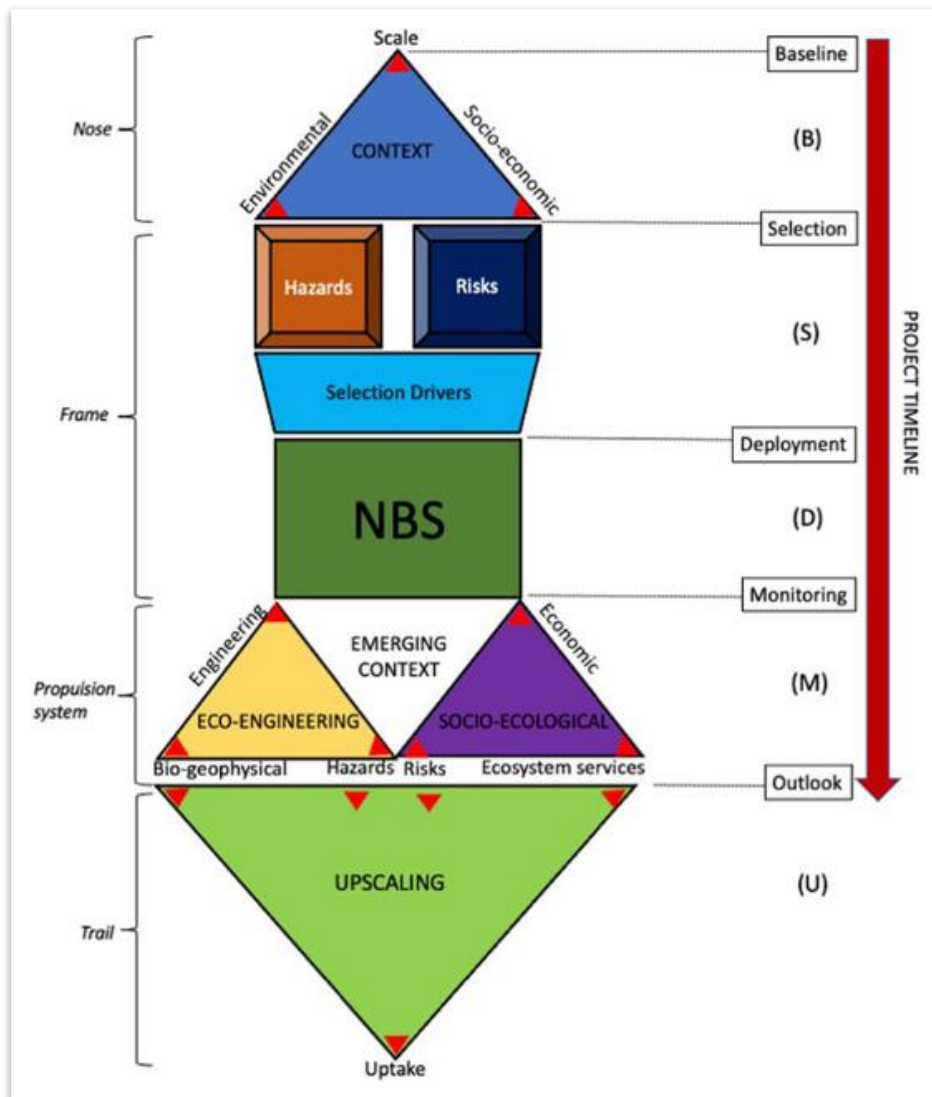 Scale
Baseline
Nose
Environmental
Socio-economic
CONTEXT
(B)
Selection
Hazards
Risks
(S)
PROJECT TIMELINE
Selection Drivers
Frame
Deployment
NBS
(D)
Monitoring
Engineering
EMERGING
CONTEXT
Economic
Propulsion
system
(M)
ECO-ENGINEERING
SOCIO-ECOLOGICAL
Bio-geophysical
Hazards
Risks
Ecosystem services
Outlook
UPSCALING
(U)
Trail
Uptake